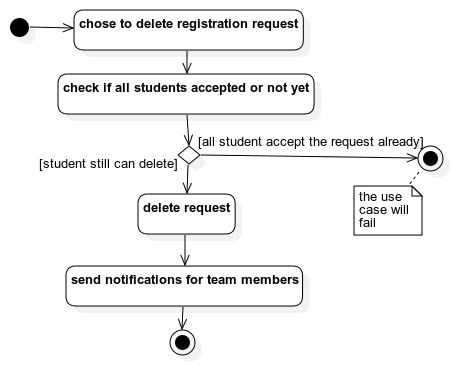 chose to delete registration request
check if all students accepted or not yet
[all student accept the request already]
[student still can delete]
delete request
the use
case will
fail
send notifications for team members